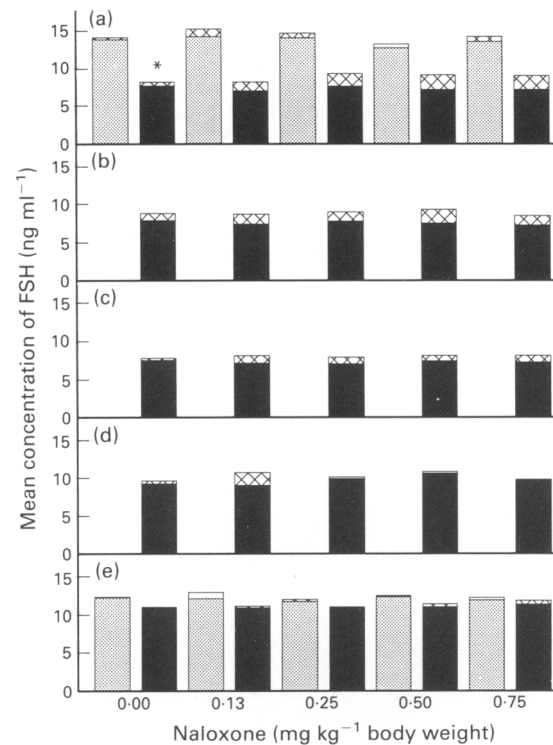 Mean concentration of FSH (ng ml⁻¹)
(a)
15
*
10
5
0
(b)
15
10
5
0
(c)
15
10
5
0
(d)
15
10
5
0
(e)
15
10
5
0
0·00 0·13 0·25 0·50 0·75
Naloxone (mg kg⁻¹ body weight)